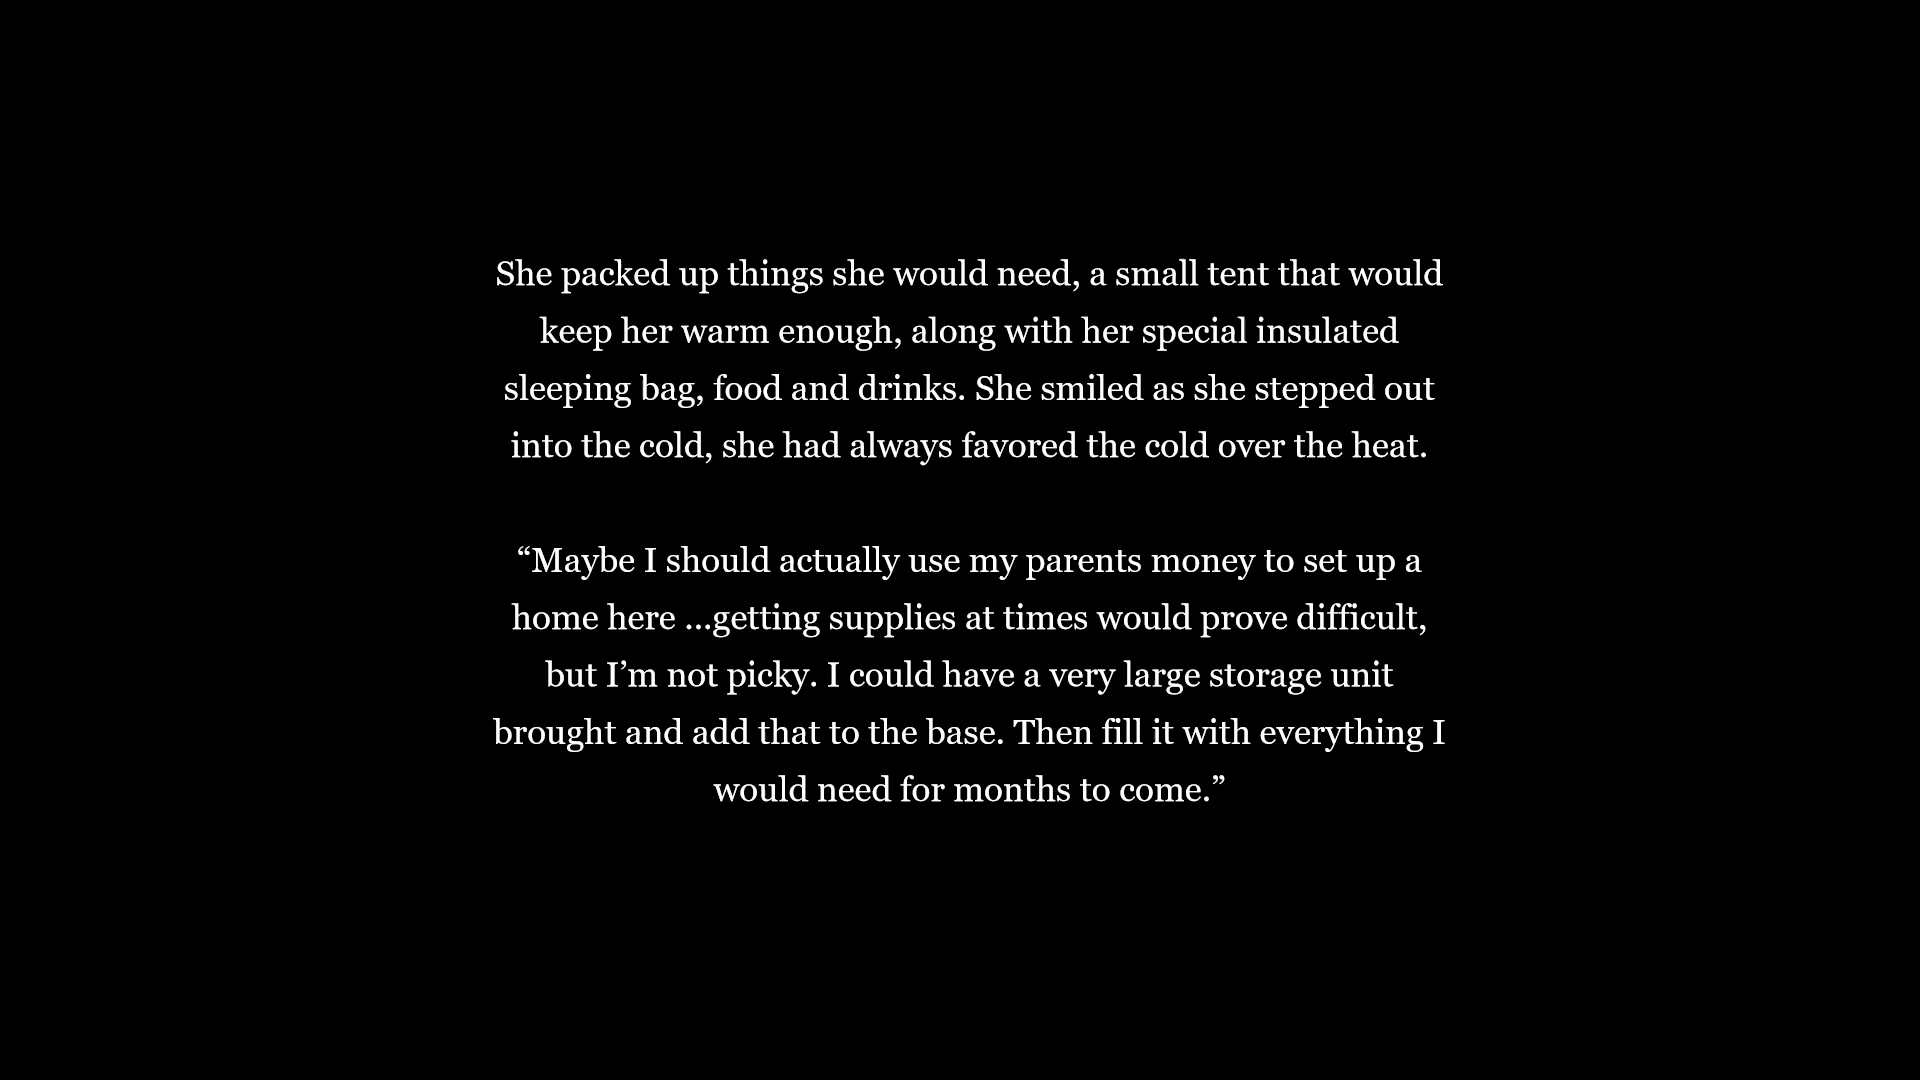 She packed up things she would need, a small tent that would
keep her warm enough, along with her special insulated
sleeping bag, food and drinks. She smiled as she stepped out
into the cold, she had always favored the cold over the heat.
“Maybe I should actually use my parents money to set up a
home here ...getting supplies at times would prove difficult,
but I’m not picky. I could have a very large storage unit
brought and add that to the base. Then fill it with everything I
would need for months to come.”